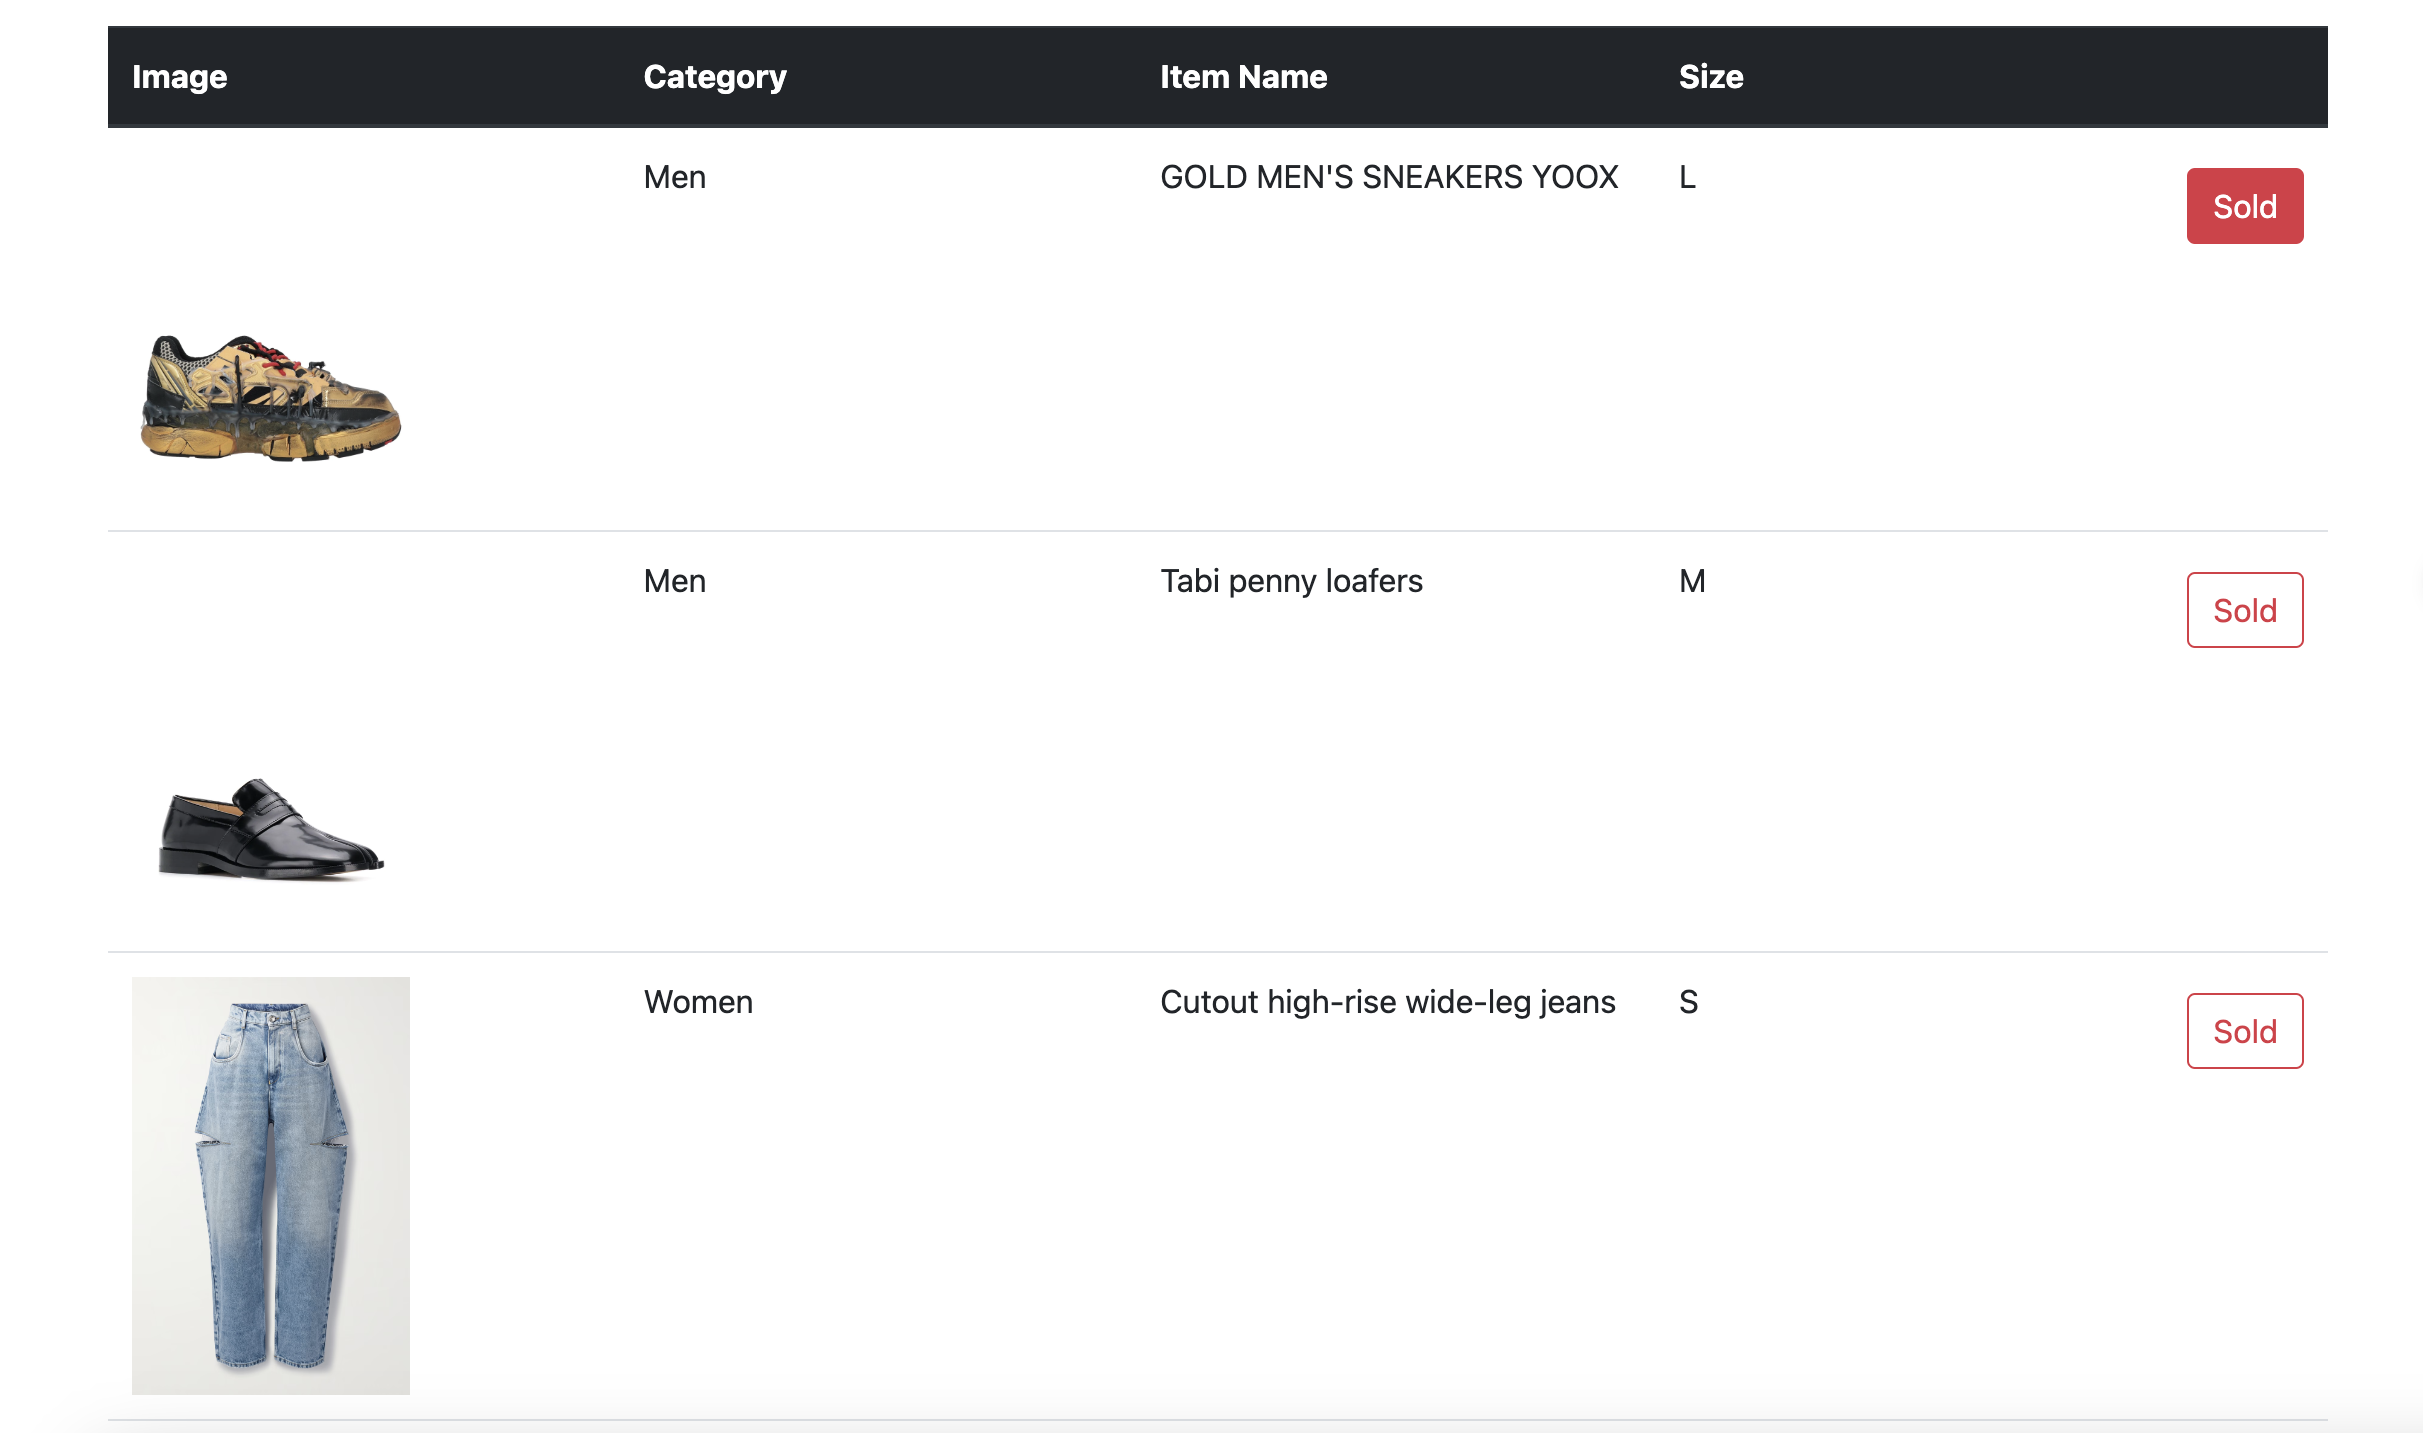 Image Category Item Name Size
Men GOLD MEN'S SNEAKERS YOOX L Sold
Men Tabi penny loafers M Sold
Women Cutout high-rise wide-leg jeans S Sold